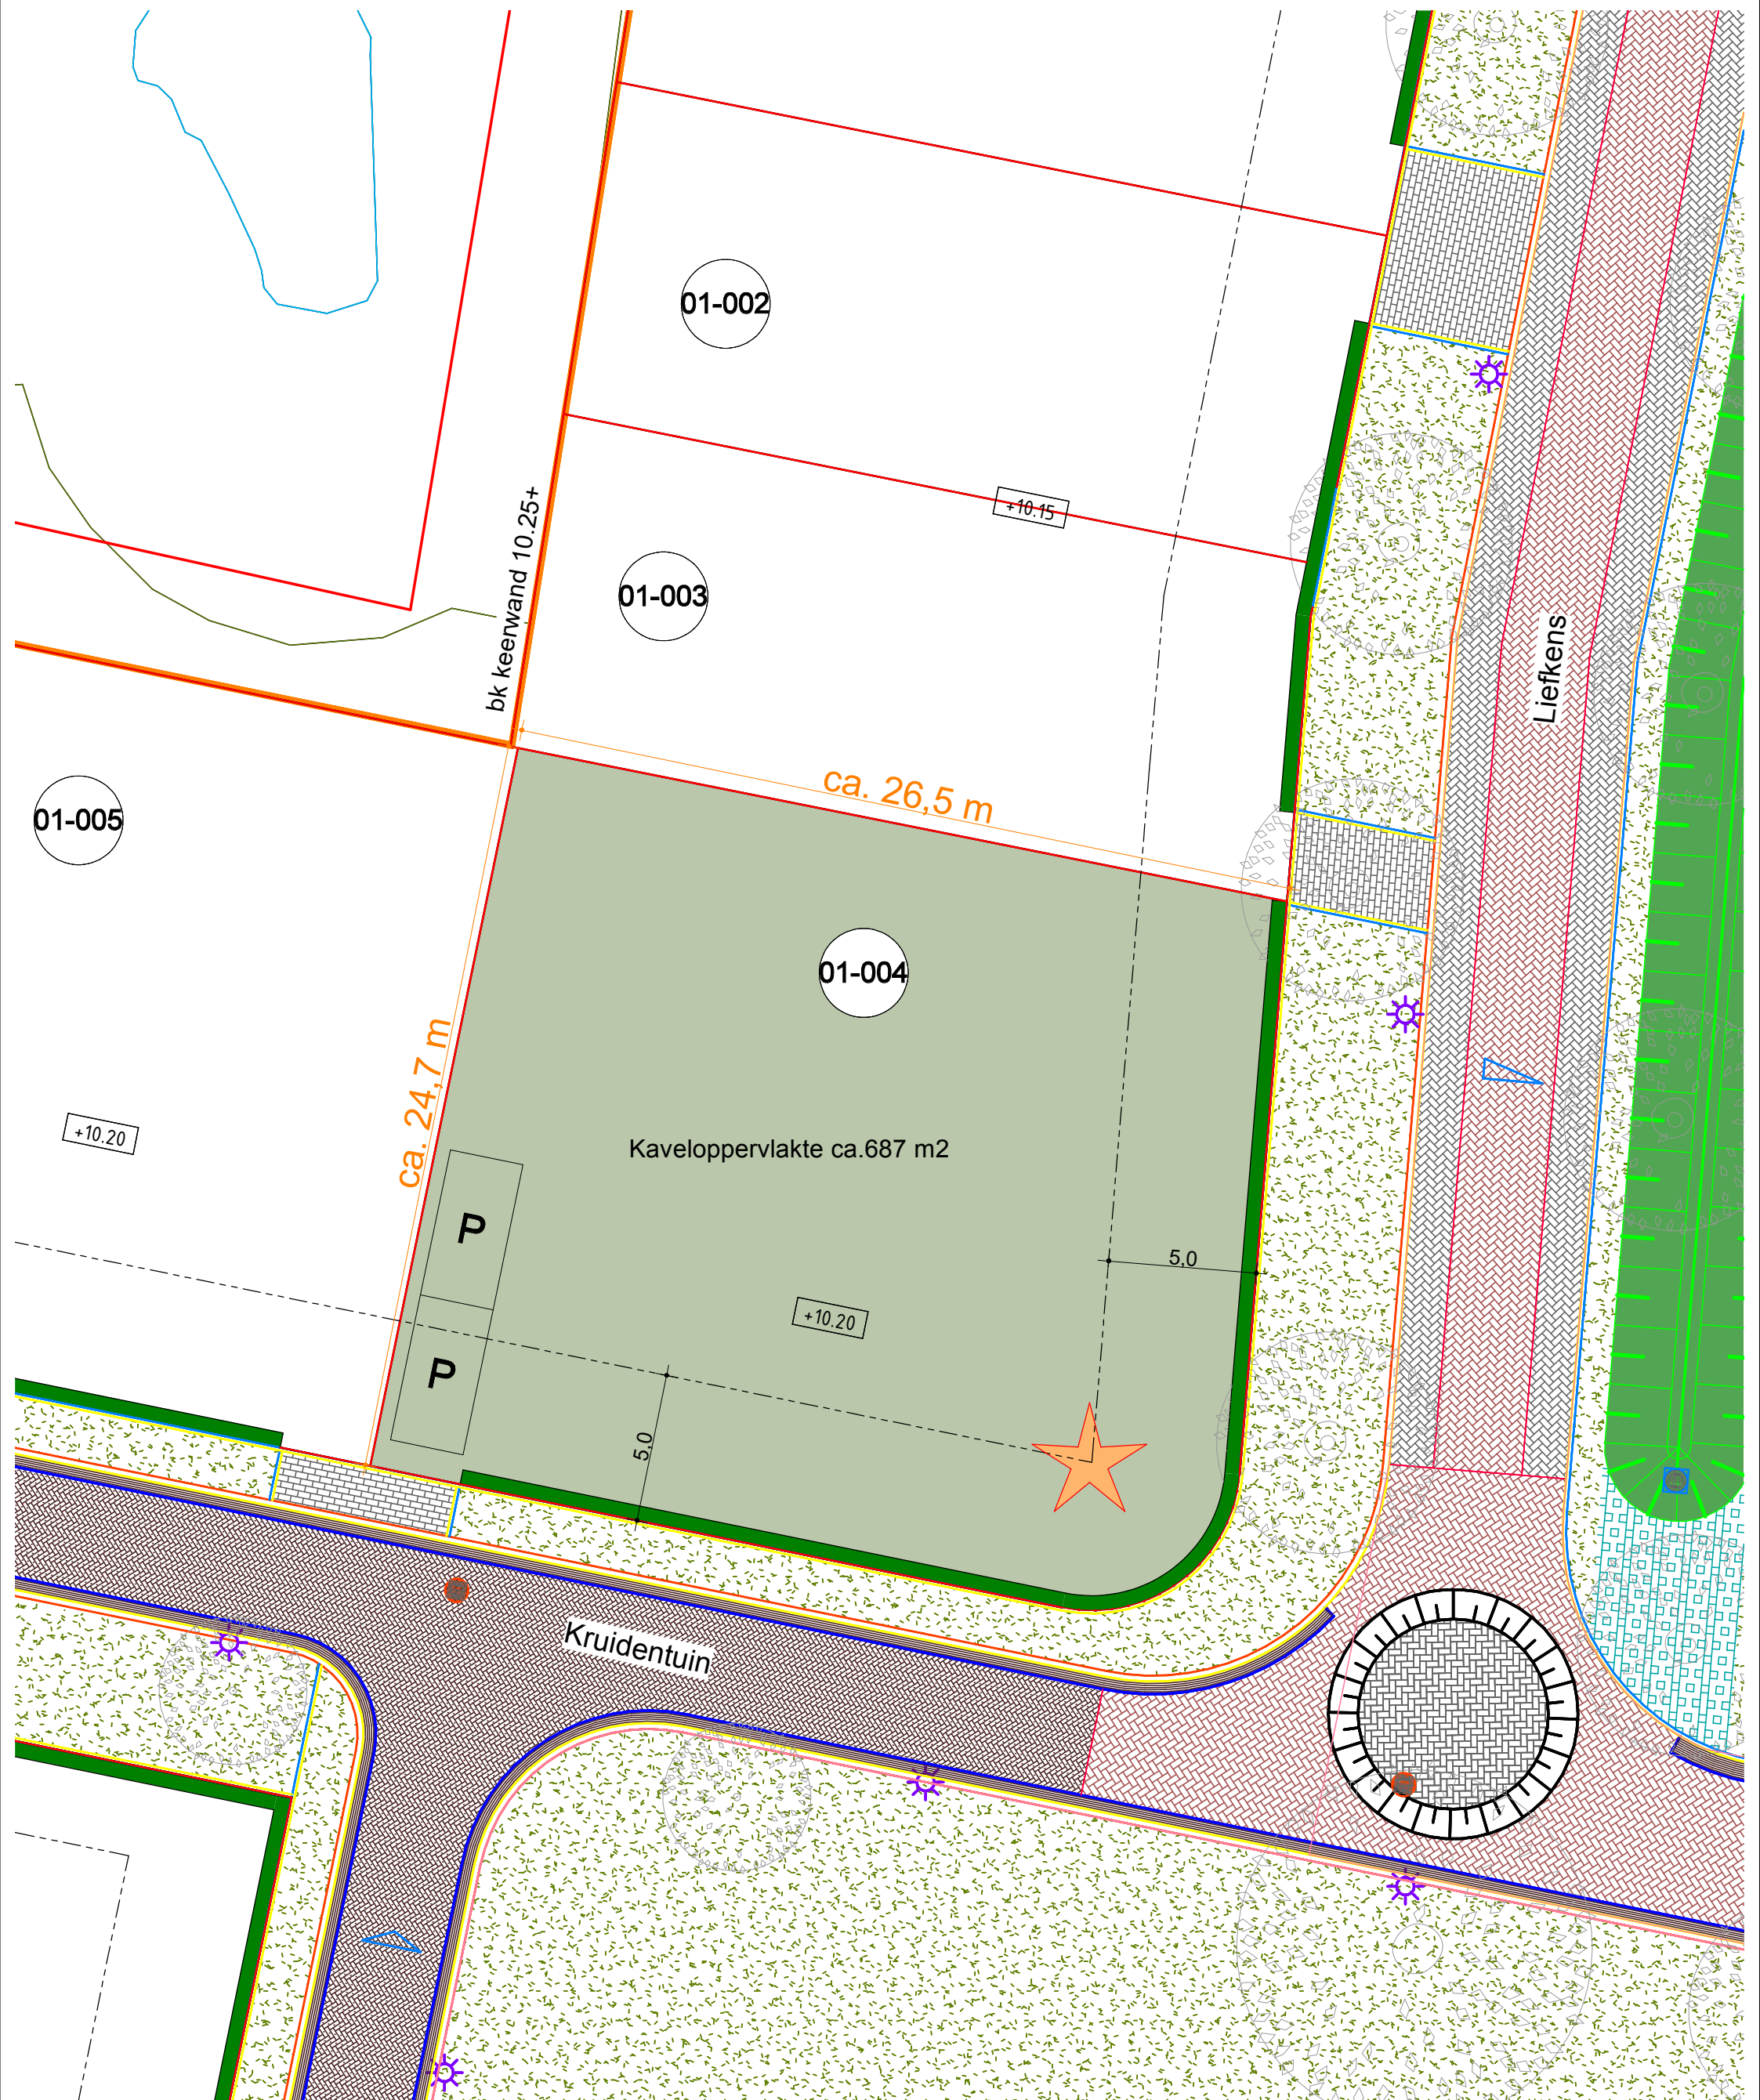 01-002
+10.15
bk keerwand 10.25+
01-003
Liefkens
ca. 26,5 m
01-005
01-004
ca. 24,7 m
+10.20
Kaveloppervlakte ca.687 m2
P
5,0
+10.20
P
5,0
Kruidentuin